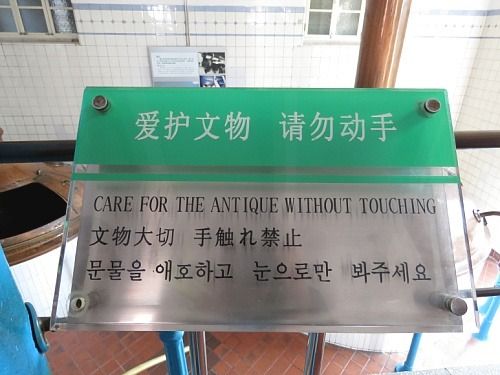 爱护文物 请勿动手
CARE FOR THE ANTIQUE WITHOUT TOUCHING
文物大切 手触れ禁止
문물을 애호하고 눈으로만 봐주세요